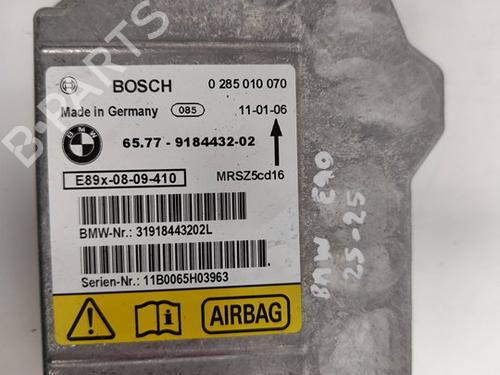 BOSCH 0 285 010 070
Made in Germany 085 11-01-06
BMW 65.77 - 9184432-02
E89x-08-09-410 MRSZ5cd16
BMW-Nr.: 31918443202L
Serien-Nr.: 11B0065H03963
AIRBAG
BMW E90
25-25
B-PARTS